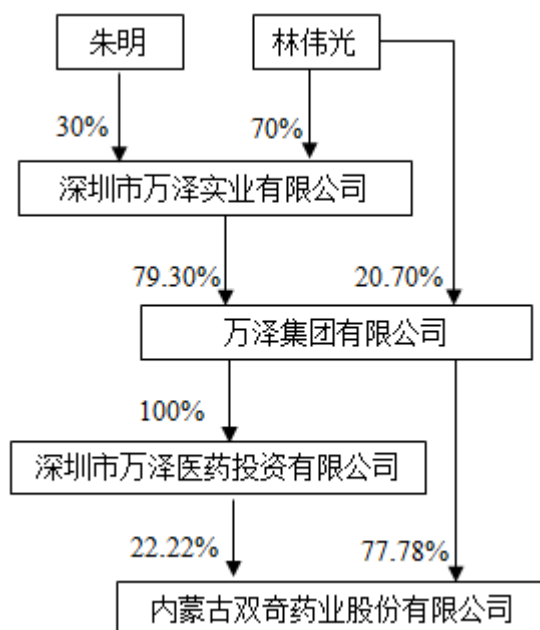 朱明
林伟光
30%
70%
深圳市万泽实业有限公司
79.30%
20.70%
万泽集团有限公司
100%
深圳市万泽医药投资有限公司
22.22%
77.78%
内蒙古双奇药业股份有限公司